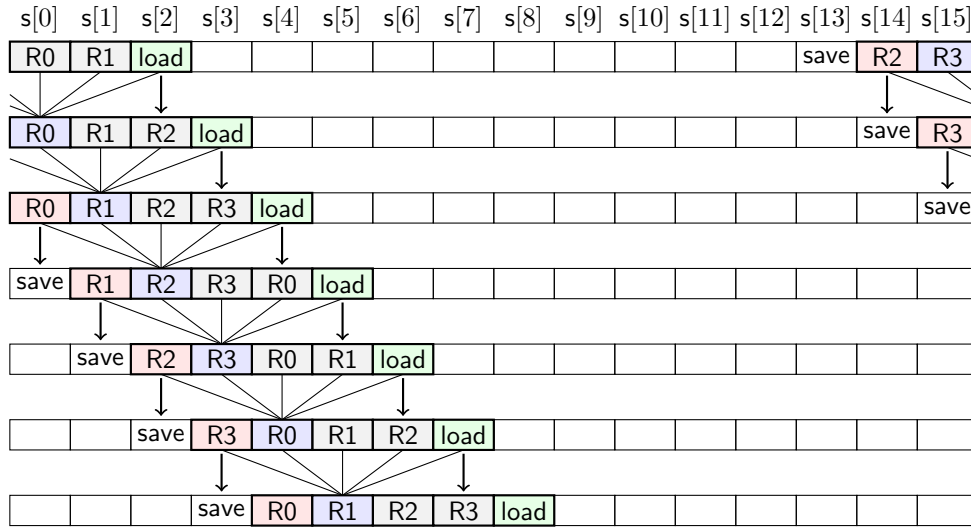 s[0] s[1] s[2] s[3] s[4] s[5] s[6] s[7] s[8] s[9] s[10] s[11] s[12] s[13] s[14] s[15]
R0 R1 load save R2 R3
R0 R1 R2 load save R3
R0 R1 R2 R3 load save
save R1 R2 R3 R0 load
save R2 R3 R0 R1 load
save R3 R0 R1 R2 load
save R0 R1 R2 R3 load